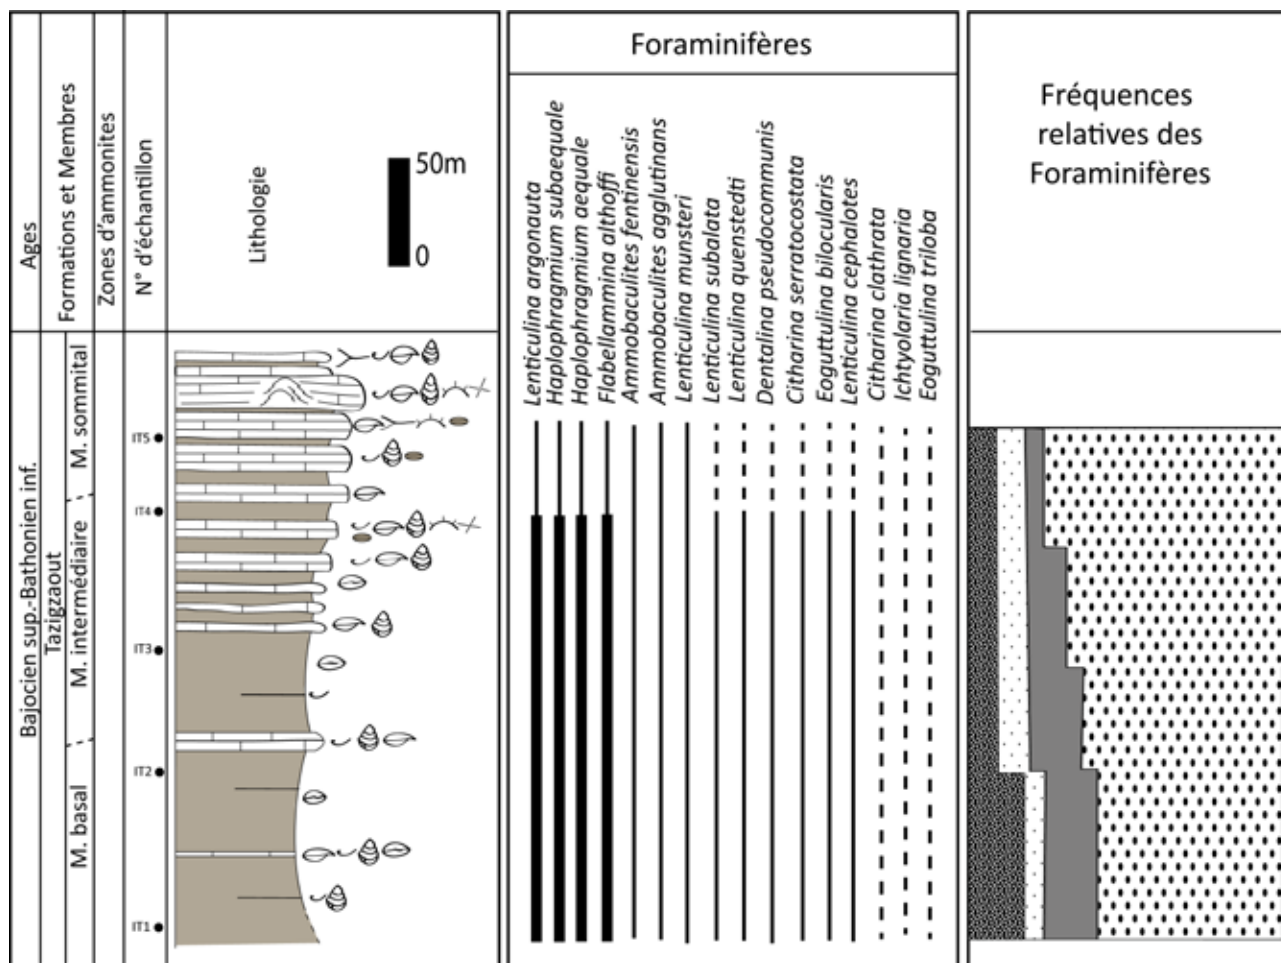 Ages
Formations et Membres
Zones d'ammonites
N° d'échantillon
Lithologie
50m
0
Foraminifères
Lenticulina argonauta
Haplophragmium subaequale
Haplophragmium aequale
Flabellammina althoffi
Ammobaculites fentinensis
Ammobaculites agglutinans
Lenticulina munsteri
Lenticulina subalata
Lenticulina quenstedti
Dentalina pseudocommunis
Citharina serratocostata
Eoguttulina bilocularis
Lenticulina cephalotes
Citharina clathrata
Ichtyolaria lignaria
Eoguttulina triloba
Fréquences
relatives des
Foraminifères
Bajocien sup.-Bathonien inf.
Tazigzaout
M. sommital
M. intermédiaire
M. basal
IT5
IT4
IT3
IT2
IT1